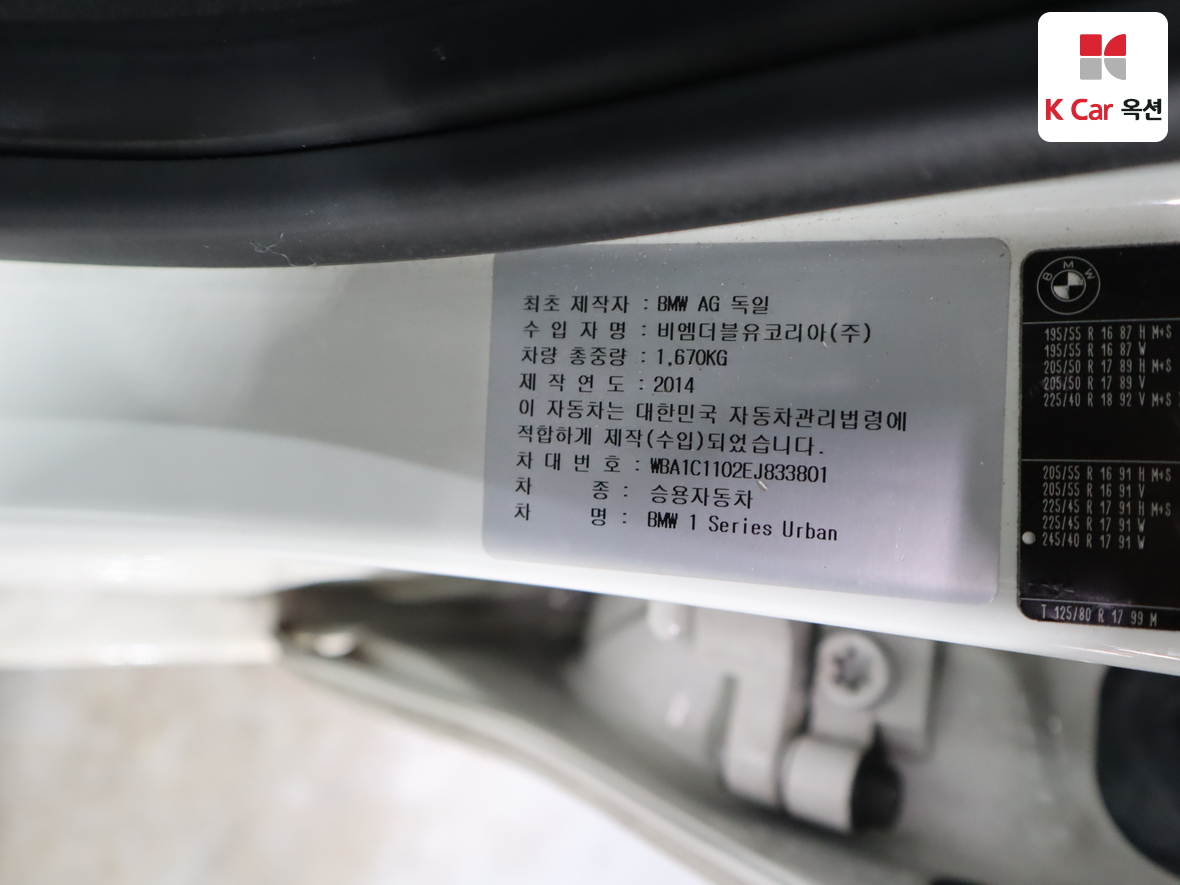 K Car 옥션
최초 제작자 : BMW AG 독일
수 입 자 명 : 비엠더블유코리아(주)
차량 총중량 : 1,670KG
제 작 연 도 : 2014
이 자동차는 대한민국 자동차관리법령에
적합하게 제작(수입)되었습니다.
차 대 번 호 : WBA1C1102EJ833801
차 종 : 승용자동차
차 명 : BMW 1 Series Urban
BMW
195/55 R 16 87 H M+S
195/55 R 16 87 W
205/50 R 17 89 H M+S
205/50 R 17 89 V
225/40 R 18 92 V M+S
205/55 R 16 91 H M+S
205/55 R 16 91 V
225/45 R 17 91 H M+S
225/45 R 17 91 W
245/40 R 17 91 W
T 125/80 R 17 99 M